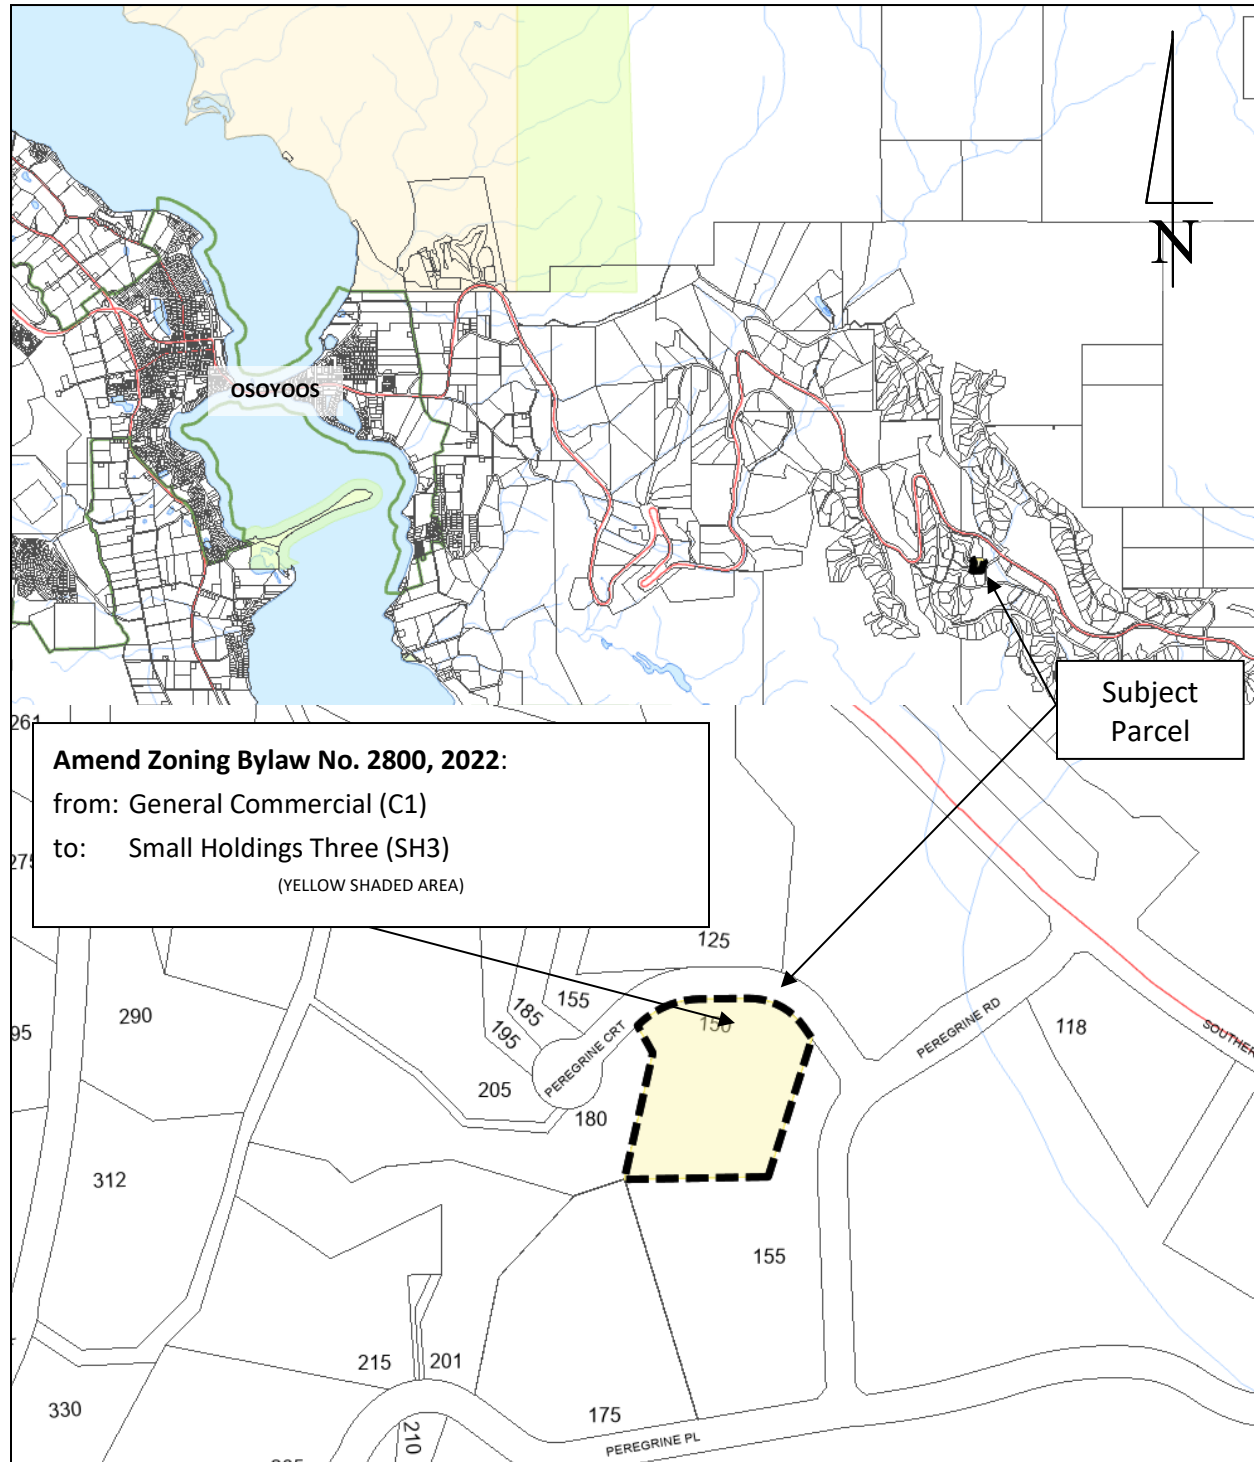 N
OSOYOOS
Subject
Parcel
261
Amend Zoning Bylaw No. 2800, 2022:
from: General Commercial (C1)
to: Small Holdings Three (SH3)
(YELLOW SHADED AREA)
275
125
290
95
155
185
195
150
PEREGRINE CRT
PEREGRINE RD
118
SOUTHER
205
180
312
155
215
201
330
175
210
PEREGRINE PL